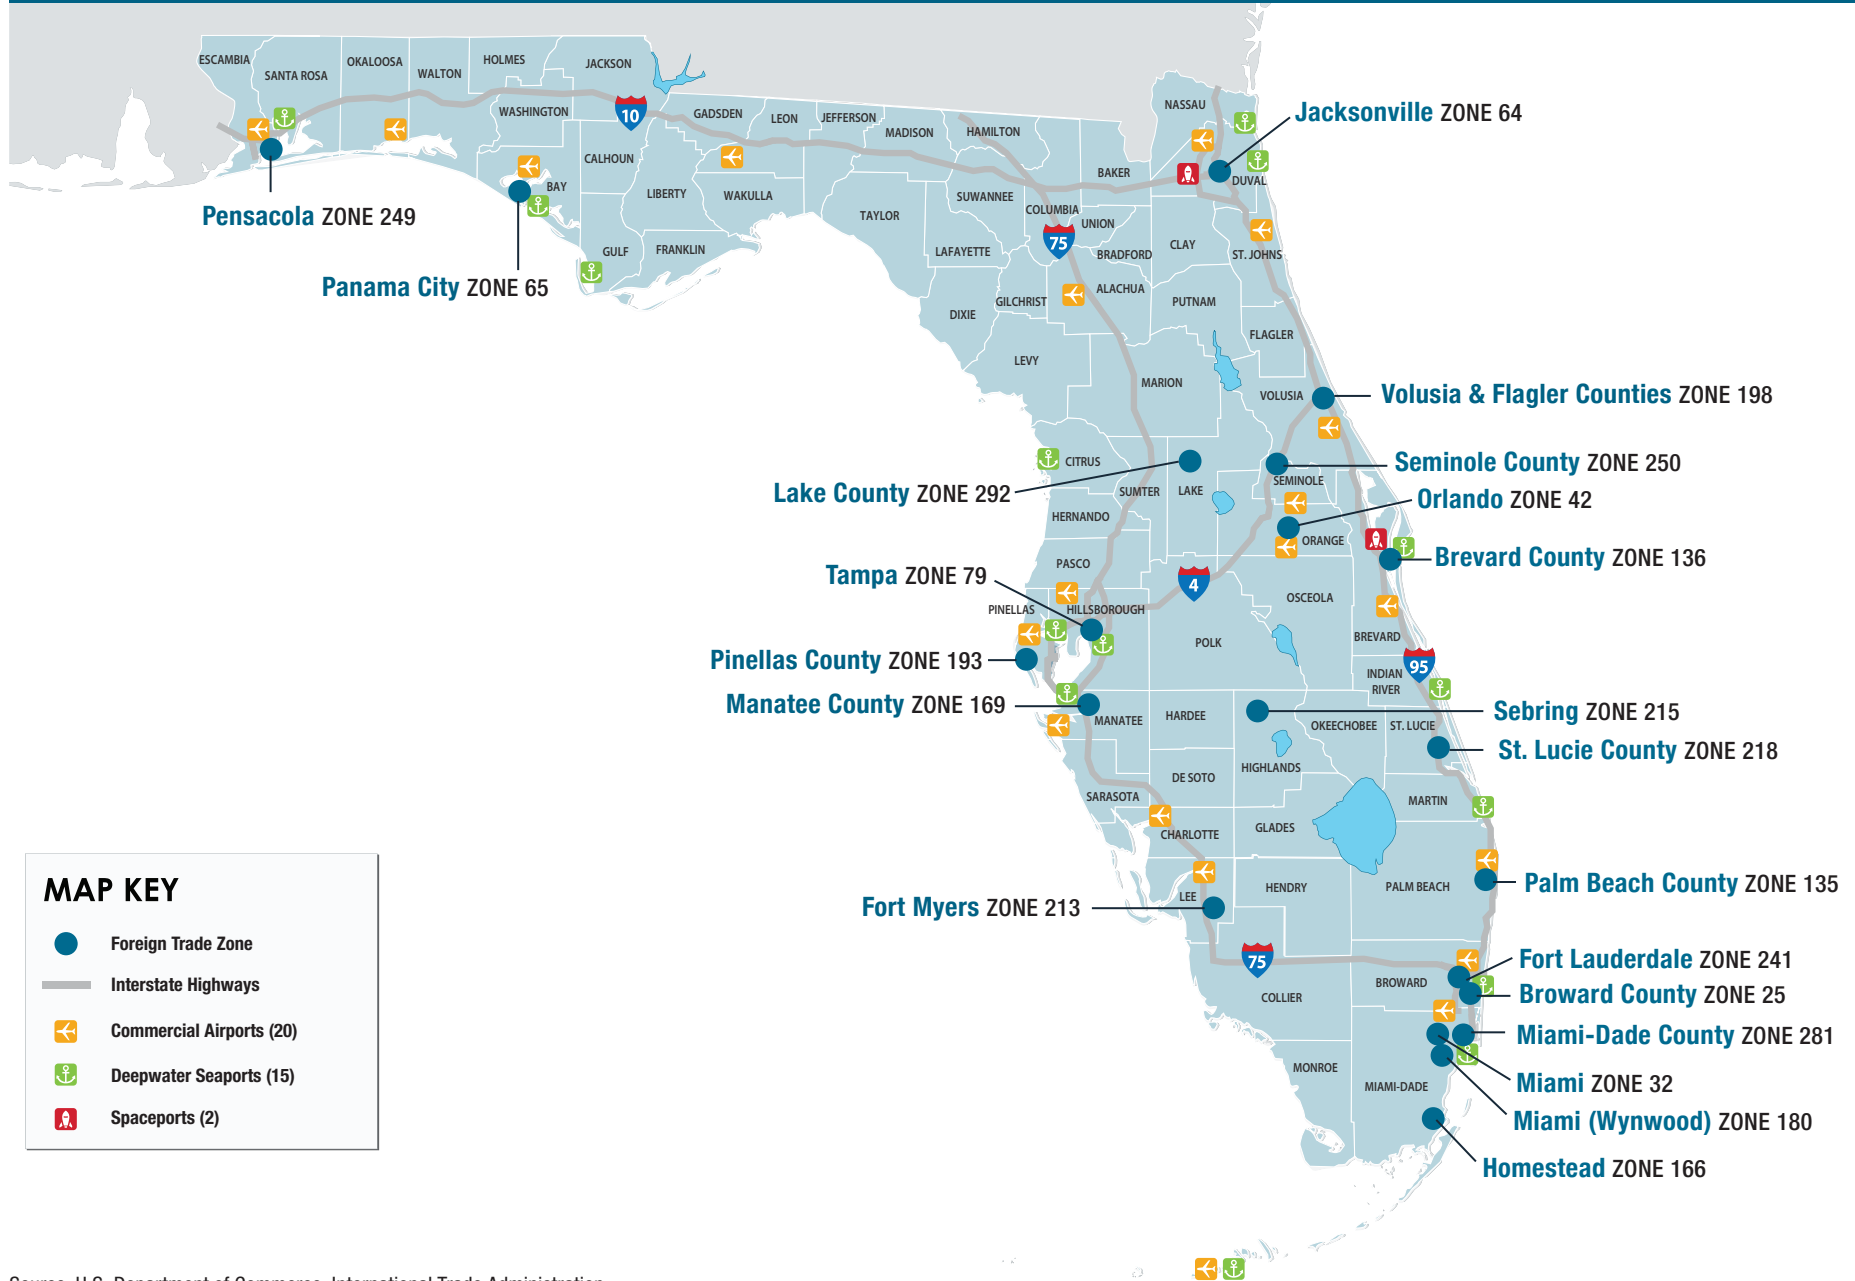 ESCAMBIA
SANTA ROSA
OKALOOSA
WALTON
HOLMES
JACKSON
WASHINGTON
10
GADSDEN
LEON
JEFFERSON
MADISON
HAMILTON
NASSAU
Jacksonville ZONE 64
CALHOUN
BAY
LIBERTY
WAKULLA
TAYLOR
SUWANNEE
BAKER
DUVAL
COLUMBIA
UNION
Pensacola ZONE 249
75
GULF
FRANKLIN
LAFAYETTE
BRADFORD
CLAY
ST. JOHNS
Panama City ZONE 65
DIXIE
GILCHRIST
ALACHUA
PUTNAM
FLAGLER
LEVY
MARION
VOLUSIA
Volusia & Flagler Counties ZONE 198
CITRUS
Seminole County ZONE 250
SEMINOLE
Lake County ZONE 292
SUMTER
LAKE
Orlando ZONE 42
HERNANDO
ORANGE
Brevard County ZONE 136
PASCO
Tampa ZONE 79
4
PINELLAS
HILLSBOROUGH
OSCEOLA
POLK
BREVARD
Pinellas County ZONE 193
95
INDIAN
RIVER
Manatee County ZONE 169
MANATEE
HARDEE
OKEECHOBEE
ST. LUCIE
Sebring ZONE 215
St. Lucie County ZONE 218
DE SOTO
HIGHLANDS
SARASOTA
MARTIN
CHARLOTTE
GLADES
LEE
HENDRY
PALM BEACH
Palm Beach County ZONE 135
Fort Myers ZONE 213
75
Fort Lauderdale ZONE 241
BROWARD
Broward County ZONE 25
COLLIER
Miami-Dade County ZONE 281
MONROE
MIAMI-DADE
Miami ZONE 32
Miami (Wynwood) ZONE 180
Homestead ZONE 166
MAP KEY
Foreign Trade Zone
Interstate Highways
Commercial Airports (20)
Deepwater Seaports (15)
Spaceports (2)
Source: U.S. Department of Commerce, International Trade Administration